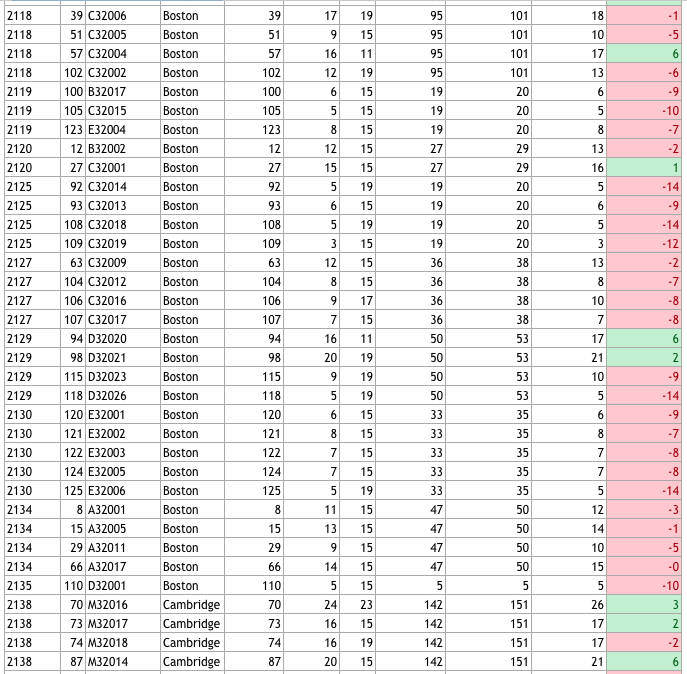 2118 39 C32006 Boston 39 17 19 95 101 18 -1
2118 51 C32005 Boston 51 9 15 95 101 10 -5
2118 57 C32004 Boston 57 16 11 95 101 17 6
2118 102 C32002 Boston 102 12 19 95 101 13 -6
2119 100 B32017 Boston 100 6 15 19 20 6 -9
2119 105 C32015 Boston 105 5 15 19 20 5 -10
2119 123 E32004 Boston 123 8 15 19 20 8 -7
2120 12 B32002 Boston 12 12 15 27 29 13 -2
2120 27 C32001 Boston 27 15 15 27 29 16 1
2125 92 C32014 Boston 92 5 19 19 20 5 -14
2125 93 C32013 Boston 93 6 15 19 20 6 -9
2125 108 C32018 Boston 108 5 19 19 20 5 -14
2125 109 C32019 Boston 109 3 15 19 20 3 -12
2127 63 C32009 Boston 63 12 15 36 38 13 -2
2127 104 C32012 Boston 104 8 15 36 38 8 -7
2127 106 C32016 Boston 106 9 17 36 38 10 -8
2127 107 C32017 Boston 107 7 15 36 38 7 -8
2129 94 D32020 Boston 94 16 11 50 53 17 6
2129 98 D32021 Boston 98 20 19 50 53 21 2
2129 115 D32023 Boston 115 9 19 50 53 10 -9
2129 118 D32026 Boston 118 5 19 50 53 5 -14
2130 120 E32001 Boston 120 6 15 33 35 6 -9
2130 121 E32002 Boston 121 8 15 33 35 8 -7
2130 122 E32003 Boston 122 7 15 33 35 7 -8
2130 124 E32005 Boston 124 7 15 33 35 7 -8
2130 125 E32006 Boston 125 5 19 33 35 5 -14
2134 8 A32001 Boston 8 11 15 47 50 12 -3
2134 15 A32005 Boston 15 13 15 47 50 14 -1
2134 29 A32011 Boston 29 9 15 47 50 10 -5
2134 66 A32017 Boston 66 14 15 47 50 15 -0
2135 110 D32001 Boston 110 5 15 5 5 5 -10
2138 70 M32016 Cambridge 70 24 23 142 151 26 3
2138 73 M32017 Cambridge 73 16 15 142 151 17 2
2138 74 M32018 Cambridge 74 16 19 142 151 17 -2
2138 87 M32014 Cambridge 87 20 15 142 151 21 6